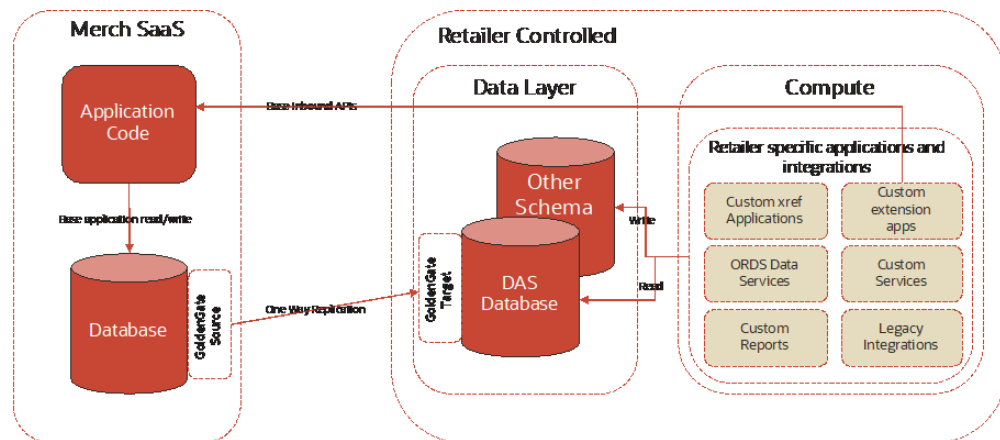 Merch SaaS
Application
Code
Base application read/write
Database
GoldenGate
Source
One Way Replication
Base Inbound APIs
Retailer Controlled
Data Layer
Other
Schema
GoldenGate
Target
DAS
Database
Write
Read
Compute
Retailer specific applications and
integrations
Custom xref
Applications
Custom
extension
apps
ORDS Data
Services
Custom
Services
Custom
Reports
Legacy
Integrations